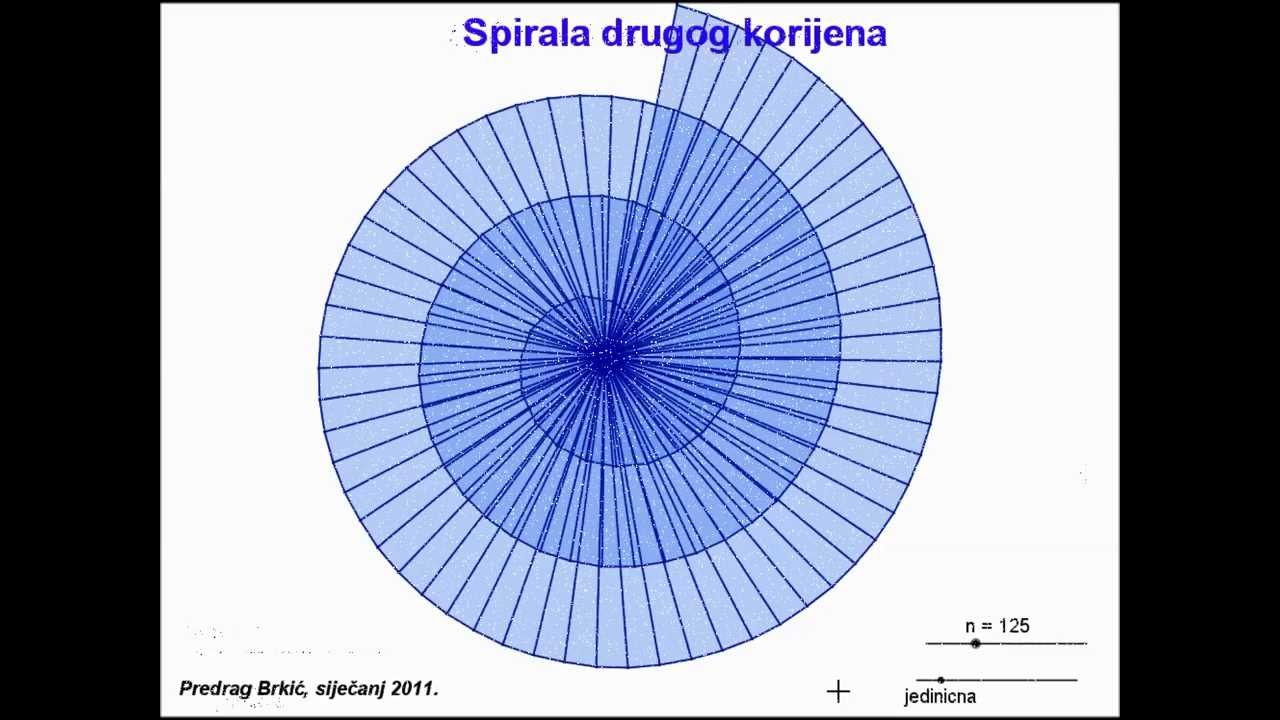 Spirala drugog korijena
n = 125
jedinicna
Predrag Brkić, siječanj 2011.